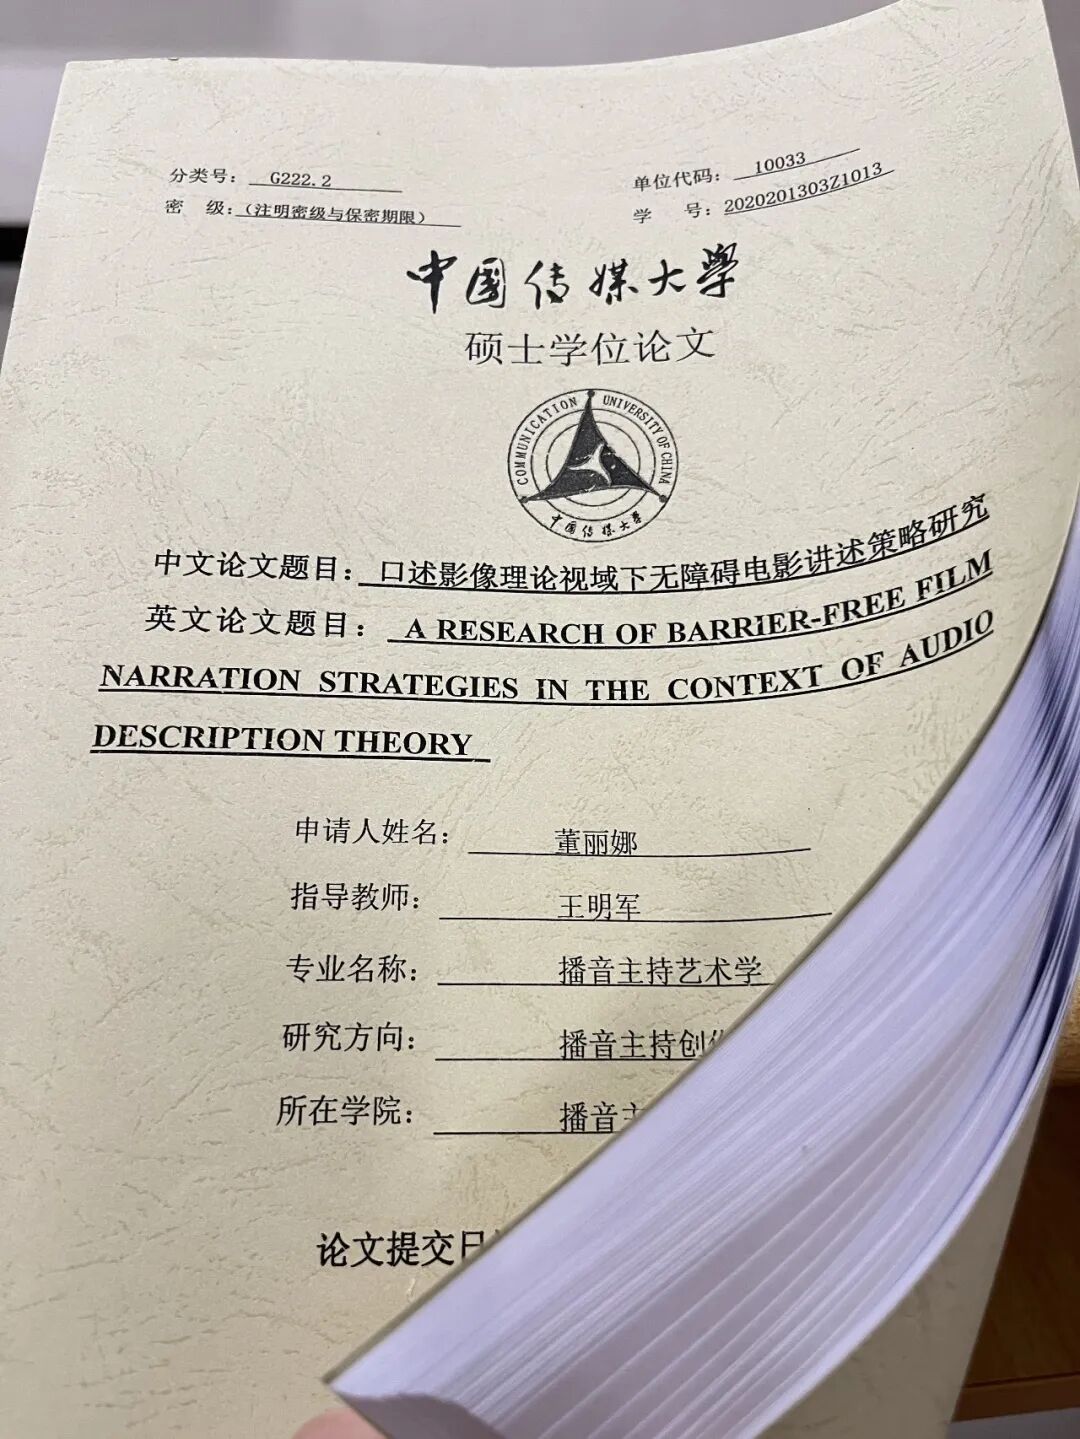 分类号： G222.2
单位代码： 10033
密 级：（注明密级与保密期限）
学 号：2020201303Z1013
中国传媒大学
硕士学位论文
COMMUNICATION UNIVERSITY OF CHINA
中国传媒大学
中文论文题目： 口述影像理论视域下无障碍电影讲述策略研究
英文论文题目： A RESEARCH OF BARRIER-FREE FILM
NARRATION STRATEGIES IN THE CONTEXT OF AUDIO
DESCRIPTION THEORY
申请人姓名： 董丽娜
指导教师： 王明军
专业名称： 播音主持艺术学
研究方向： 播音主持创
所在学院： 播音
论文提交